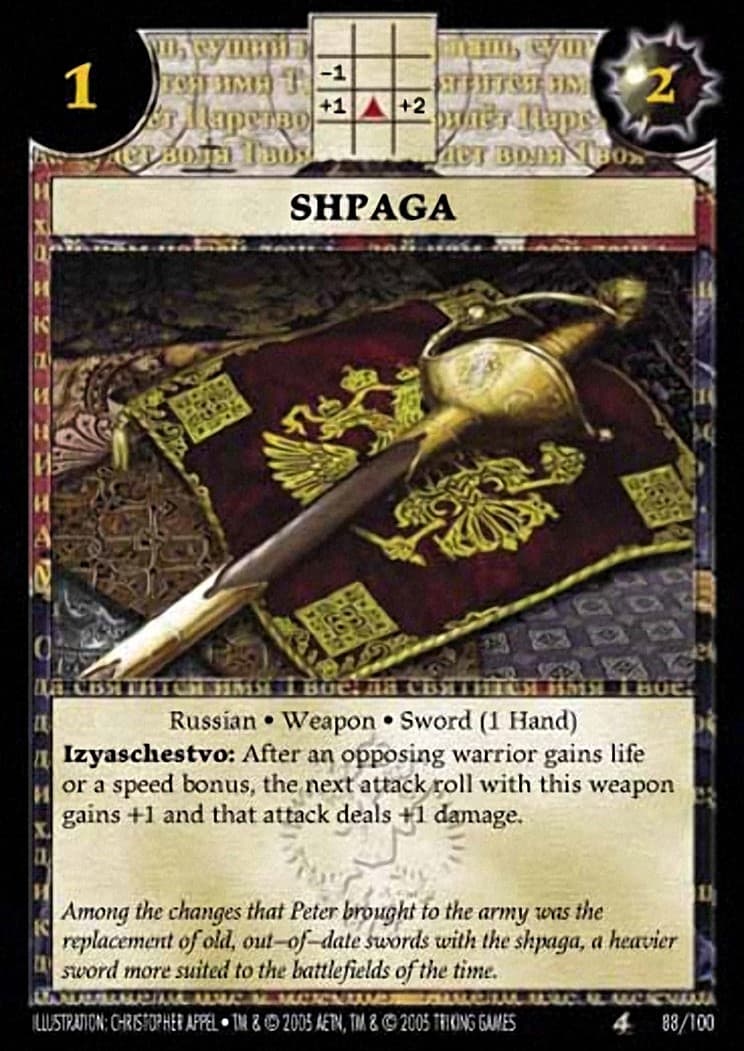 1
-1
+1
+2
2
SHPAGA
Russian • Weapon • Sword (1 Hand)
Izyaschestvo: After an opposing warrior gains life
or a speed bonus, the next attack roll with this weapon
gains +1 and that attack deals +1 damage.
Among the changes that Peter brought to the army was the
replacement of old, out-of-date swords with the shpaga, a heavier
sword more suited to the battlefields of the time.
ILLUSTRATION: CHRISTOPHER APPEL • TM & © 2005 AETN, TM & © 2005 TRIKING GAMES
4 88/100